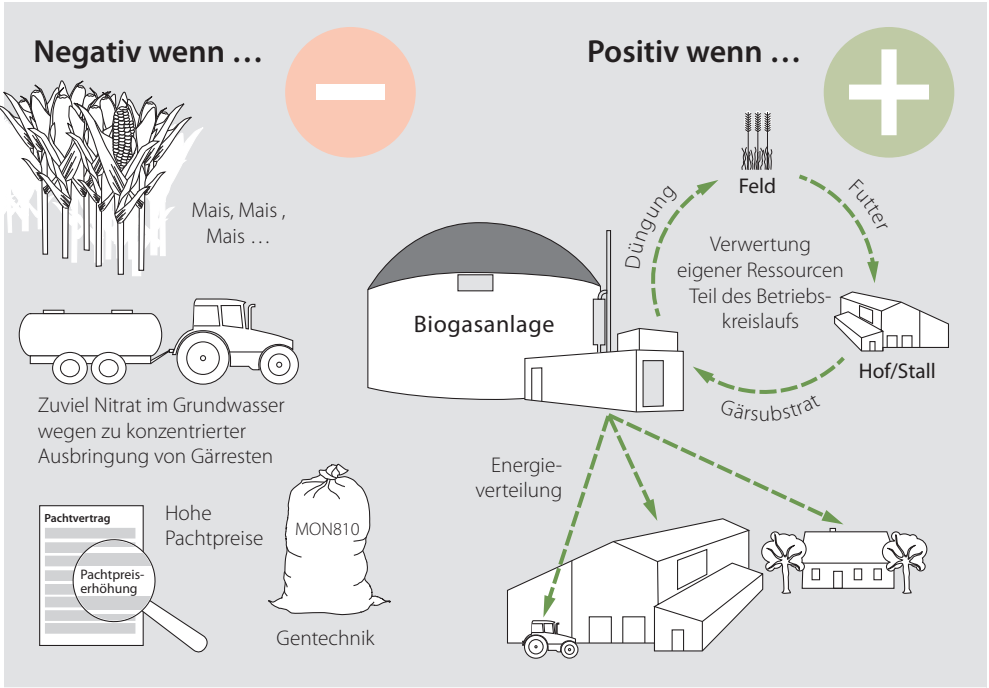 Negativ wenn …
Mais, Mais ,
Mais …
Zuviel Nitrat im Grundwasser
wegen zu konzentrierter
Ausbringung von Gärresten
Pachtvertrag
Pachtpreis-
erhöhung
Hohe
Pachtpreise
MON810
Gentechnik
Positiv wenn …
Biogasanlage
Feld
Düngung
Futter
Verwertung
eigener Ressourcen
Teil des Betriebs-
kreislaufs
Hof/Stall
Gärsubstrat
Energie-
verteilung